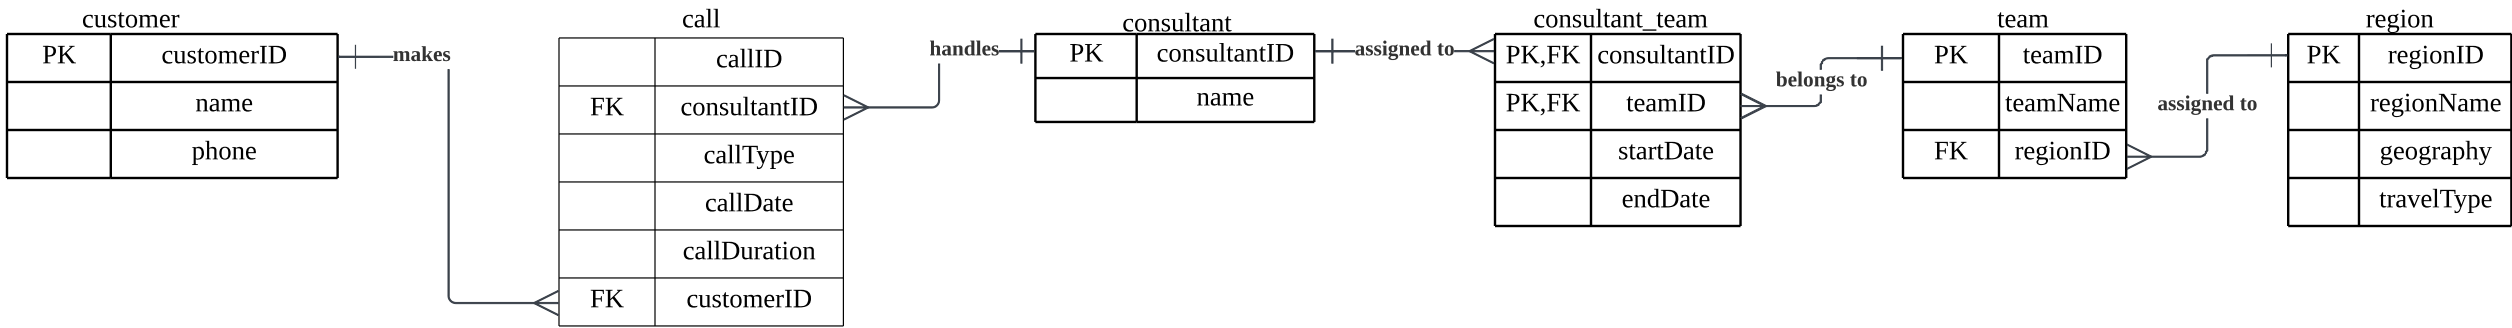 customer
PK customerID
name
phone
makes
call
callID
FK consultantID
callType
callDate
callDuration
FK customerID
handles
consultant
PK consultantID
name
assigned to
consultant_team
PK,FK consultantID
PK,FK teamID
startDate
endDate
belongs to
team
PK teamID
teamName
FK regionID
assigned to
region
PK regionID
regionName
geography
travelType